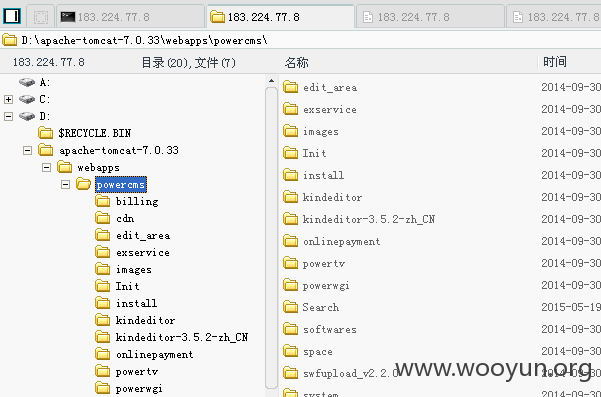 183.224.77.8 183.224.77.8 183.224.77.8 183.224.77.8
D:\apache-tomcat-7.0.33\webapps\powercms\
183.224.77.8 目录(20),文件(7) 名称 时间
A:
C:
D:
$RECYCLE.BIN
apache-tomcat-7.0.33
webapps
powercms
billing
cdn
edit_area
exservice
images
Init
install
kindeditor
kindeditor-3.5.2-zh_CN
onlinepayment
powertv
powerwgi
edit_area 2014-09-30
exservice 2014-09-30
images 2014-09-30
Init 2014-09-30
install 2014-09-30
kindeditor 2014-09-30
kindeditor-3.5.2-zh_CN 2014-09-30
onlinepayment 2014-09-30
powertv 2014-09-30
powerwgi 2014-09-30
Search 2015-05-19
softwares 2014-09-30
space 2014-09-30
swfupload_v2.2.0 2014-09-30
system 2014-09-30
www.wooyun.org